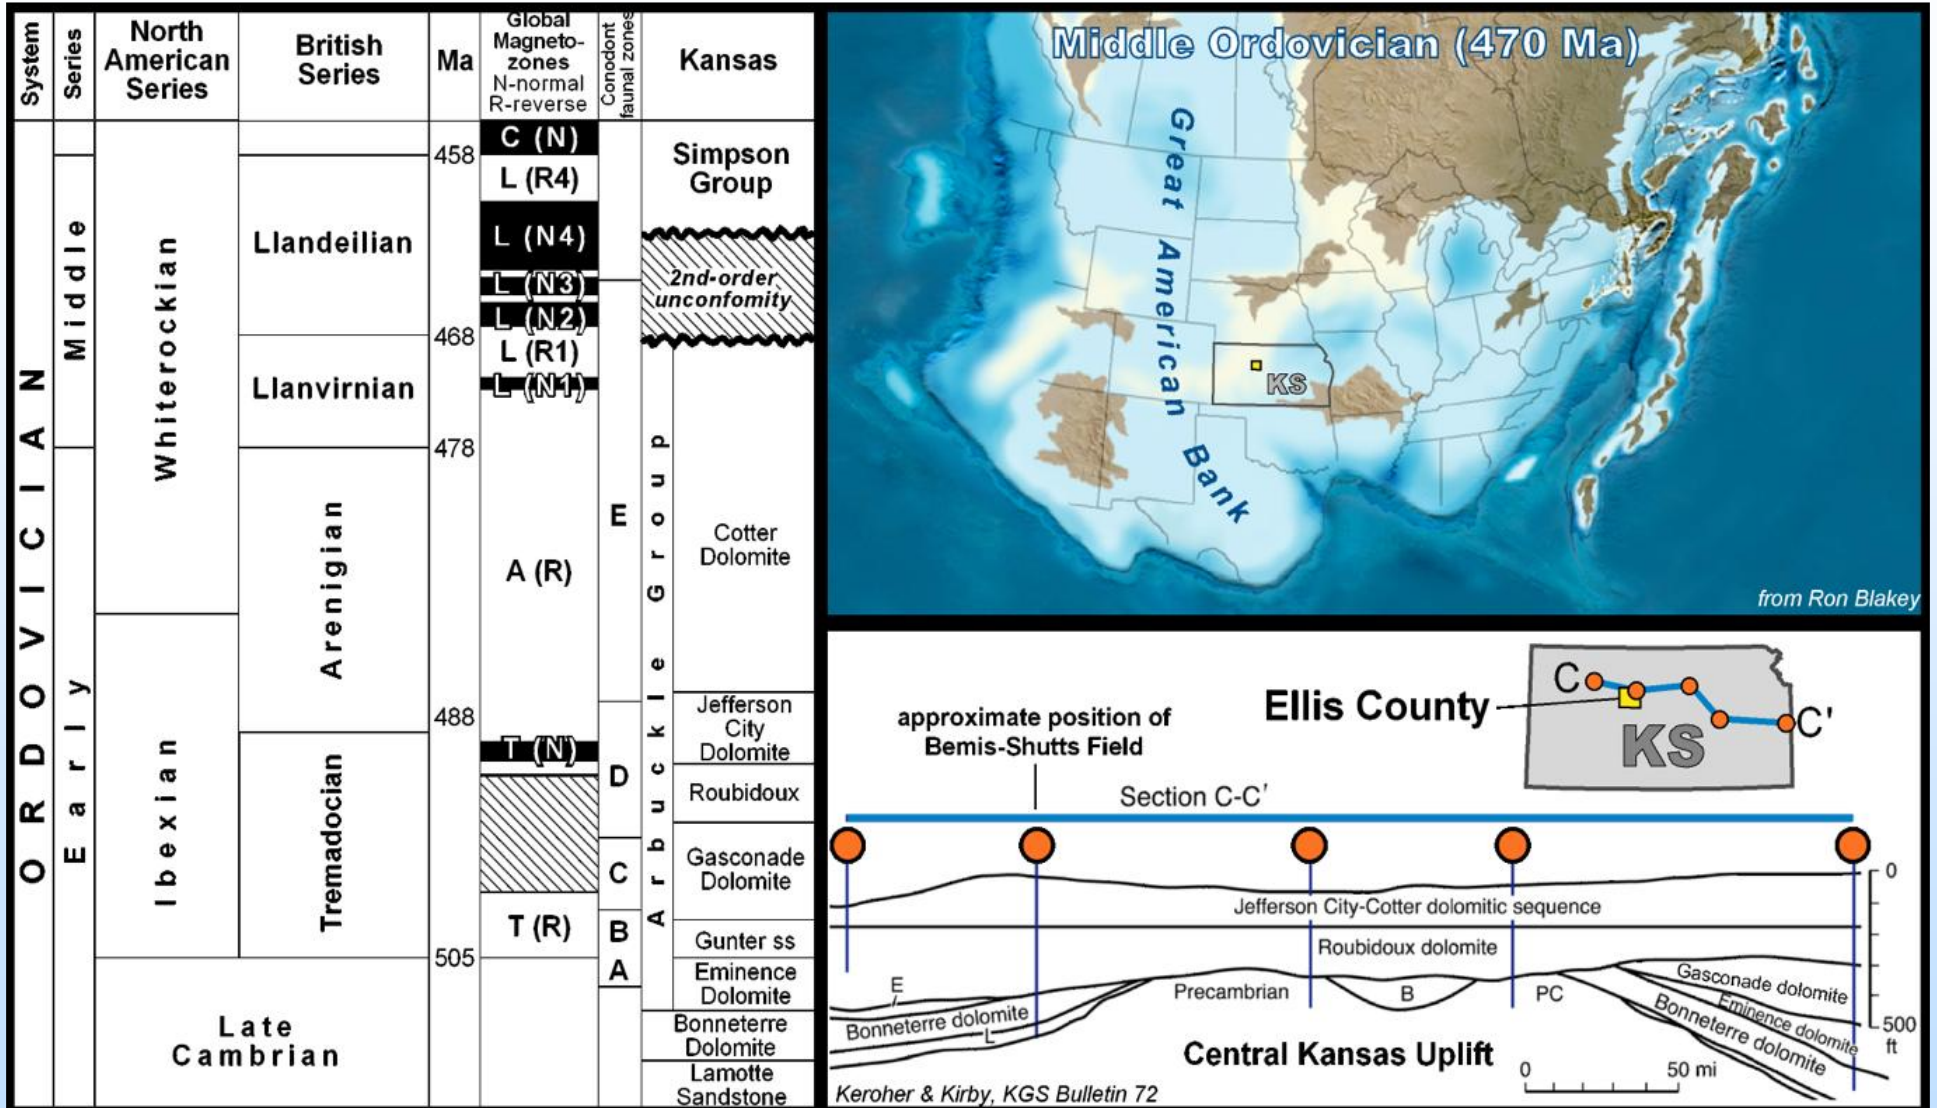 System
Series
North
American
Series
British
Series
Ma
Global
Magneto-
zones
N-normal
R-reverse
Conodont
faunal zones
Kansas
ORDOVICIAN
Middle
Early
Whiterockian
Ibexian
Llandeilian
Llanvirnian
Arenigian
Tremadocian
Late
Cambrian
458
468
478
488
505
C (N)
L (R4)
L (N4)
L (N3)
L (N2)
L (R1)
L (N1)
A (R)
T (N)
T (R)
E
D
C
B
A
Simpson
Group
2nd-order
unconfomity
Arbuckle Group
Cotter
Dolomite
Jefferson
City
Dolomite
Roubidoux
Gasconade
Dolomite
Gunter ss
Eminence
Dolomite
Bonneterre
Dolomite
Lamotte
Sandstone
Middle Ordovician (470 Ma)
Great American Bank
KS
from Ron Blakey
Ellis County
C
C'
KS
approximate position of
Bemis-Shutts Field
Section C-C'
0
Jefferson City-Cotter dolomitic sequence
Roubidoux dolomite
E
Precambrian
B
PC
Gasconade dolomite
Bonneterre dolomite
L
Eminence dolomite
Bonneterre dolomite
500
ft
Central Kansas Uplift
0
50 mi
Keroher & Kirby, KGS Bulletin 72